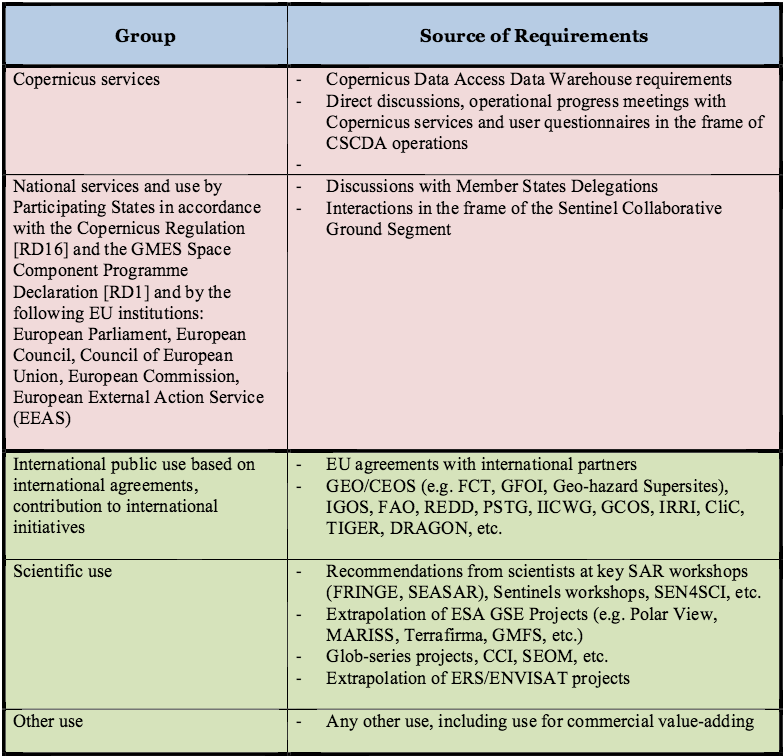 Group
Source of Requirements
Copernicus services
- Copernicus Data Access Data Warehouse requirements
- Direct discussions, operational progress meetings with
Copernicus services and user questionnaires in the frame of
CSCDA operations
-
National services and use by
Participating States in accordance
with the Copernicus Regulation
[RD16] and the GMES Space
Component Programme
Declaration [RD1] and by the
following EU institutions:
European Parliament, European
Council, Council of European
Union, European Commission,
European External Action Service
(EEAS)
- Discussions with Member States Delegations
- Interactions in the frame of the Sentinel Collaborative
Ground Segment
International public use based on
international agreements,
contribution to international
initiatives
- EU agreements with international partners
- GEO/CEOS (e.g. FCT, GFOI, Geo-hazard Supersites),
IGOS, FAO, REDD, PSTG, IICWG, GCOS, IRRI, CliC,
TIGER, DRAGON, etc.
Scientific use
- Recommendations from scientists at key SAR workshops
(FRINGE, SEASAR), Sentinels workshops, SEN4SCI, etc.
- Extrapolation of ESA GSE Projects (e.g. Polar View,
MARISS, Terrafirma, GMFS, etc.)
- Glob-series projects, CCI, SEOM, etc.
- Extrapolation of ERS/ENVISAT projects
Other use
- Any other use, including use for commercial value-adding